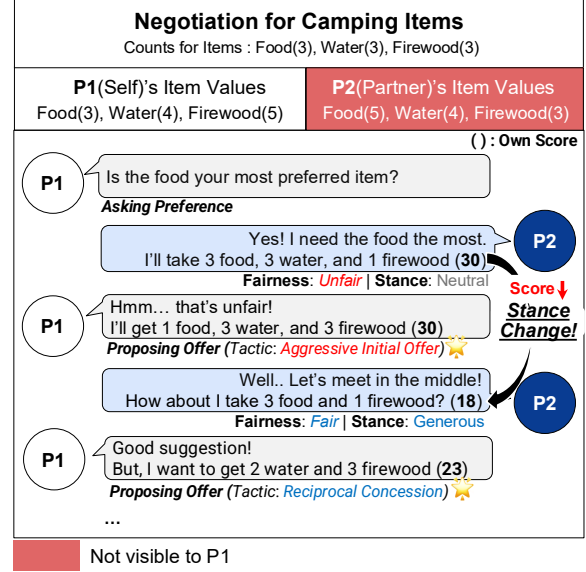 Negotiation for Camping Items
Counts for Items : Food(3), Water(3), Firewood(3)
P1(Self)'s Item Values
Food(3), Water(4), Firewood(5)
P2(Partner)'s Item Values
Food(5), Water(4), Firewood(3)
( ) : Own Score
P1
Is the food your most preferred item?
Asking Preference
P2
Yes! I need the food the most.
I'll take 3 food, 3 water, and 1 firewood (30)
Fairness: Unfair | Stance: Neutral
Score↓
Stance
Change!
P1
Hmm… that's unfair!
I'll get 1 food, 3 water, and 3 firewood (30)
Proposing Offer (Tactic: Aggressive Initial Offer)
P2
Well.. Let's meet in the middle!
How about I take 3 food and 1 firewood? (18)
Fairness: Fair | Stance: Generous
P1
Good suggestion!
But, I want to get 2 water and 3 firewood (23)
Proposing Offer (Tactic: Reciprocal Concession)
...
Not visible to P1